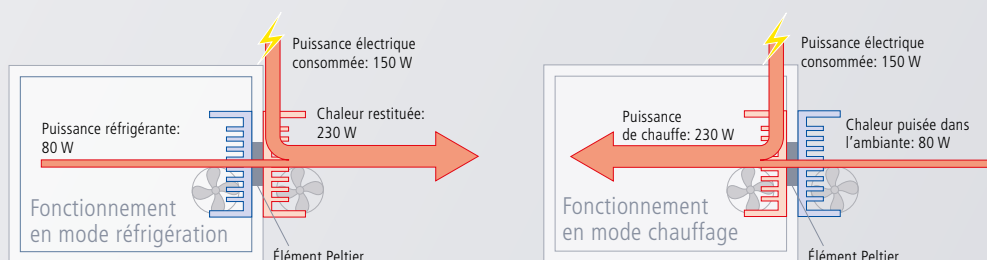 Puissance électrique
consommée: 150 W
Puissance réfrigérante:
80 W
Chaleur restituée:
230 W
Fonctionnement
en mode réfrigération
Élément Peltier
Puissance électrique
consommée: 150 W
Puissance
de chauffe: 230 W
Chaleur puisée dans
l'ambiante: 80 W
Fonctionnement
en mode chauffage
Élément Peltier